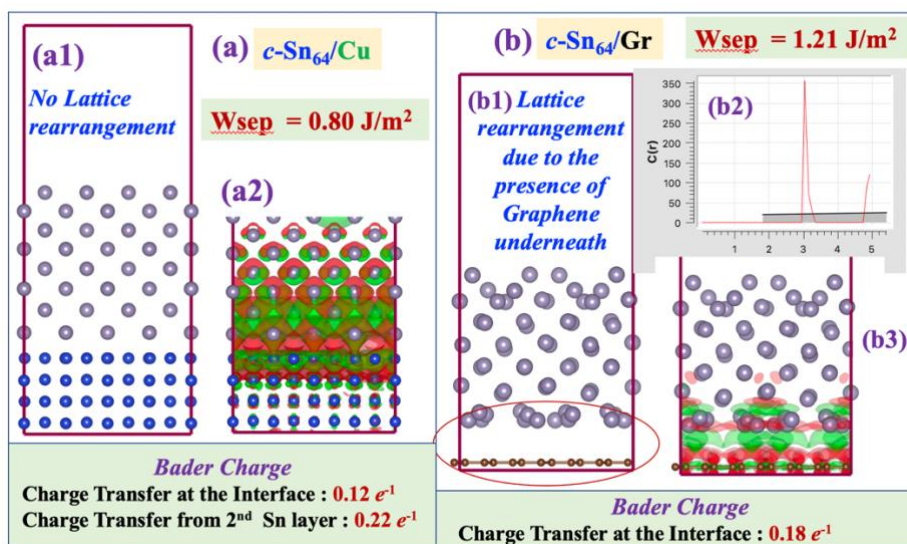 (a1)
(a)
c-Sn64/Cu
No Lattice
rearrangement
Wsep = 0.80 J/m²
(a2)
Bader Charge
Charge Transfer at the Interface : 0.12 e⁻¹
Charge Transfer from 2ⁿᵈ Sn layer : 0.22 e⁻¹
(b)
c-Sn64/Gr
Wsep = 1.21 J/m²
(b1)
Lattice
rearrangement
due to the
presence of
Graphene
underneath
(b2)
C(r)
350
300
250
200
150
100
50
0
1 2 3 4 5
(b3)
Bader Charge
Charge Transfer at the Interface : 0.18 e⁻¹